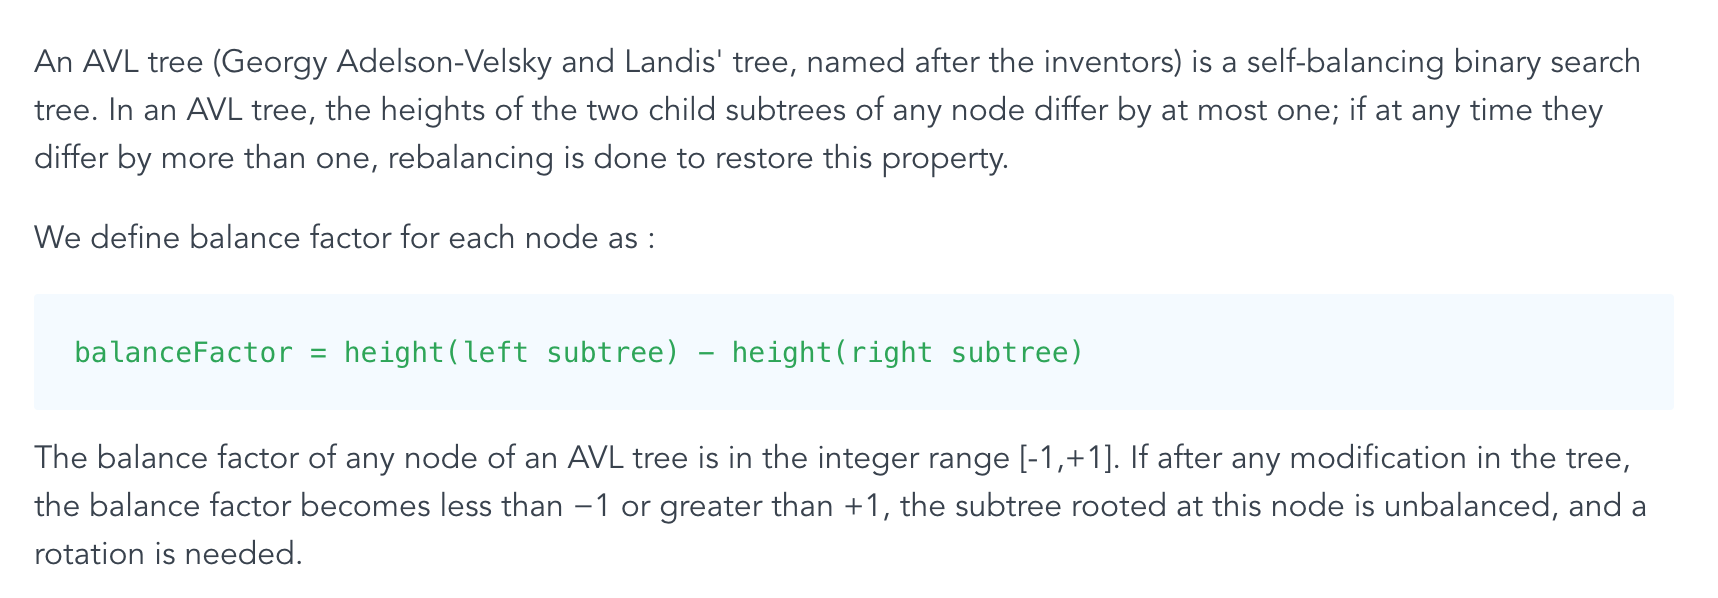 An AVL tree (Georgy Adelson-Velsky and Landis' tree, named after the inventors) is a self-balancing binary search
tree. In an AVL tree, the heights of the two child subtrees of any node differ by at most one; if at any time they
differ by more than one, rebalancing is done to restore this property.
We define balance factor for each node as :
balanceFactor = height(left subtree) − height(right subtree)
The balance factor of any node of an AVL tree is in the integer range [-1,+1]. If after any modification in the tree,
the balance factor becomes less than −1 or greater than +1, the subtree rooted at this node is unbalanced, and a
rotation is needed.